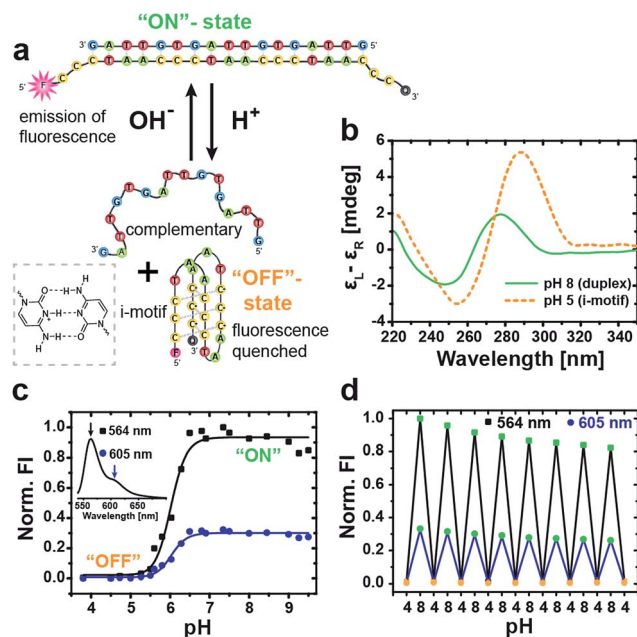 "ON"- state
a
3' G A T T G T G A T T G T G A T T G 5'
5' F C C C T A A C C C T A A C C C T A A C C C Q 3'
emission of
fluorescence
OH⁻
H⁺
complementary
3'
5'
+
"OFF"-
state
i-motif
fluorescence
quenched
b
εL- εR [mdeg]
6
4
2
0
-2
-4
pH 8 (duplex)
pH 5 (i-motif)
220 240 260 280 300 320 340
Wavelength [nm]
c
Norm. FI
1.0
0.8
0.6
0.4
0.2
0.0
564 nm
605 nm
"ON"
"OFF"
550 600 650
Wavelength [nm]
4 5 6 7 8 9
pH
d
564 nm
605 nm
Norm. FI
1.0
0.8
0.6
0.4
0.2
0.0
4 8 4 8 4 8 4 8 4 8 4 8 4 8 4 8 4
pH